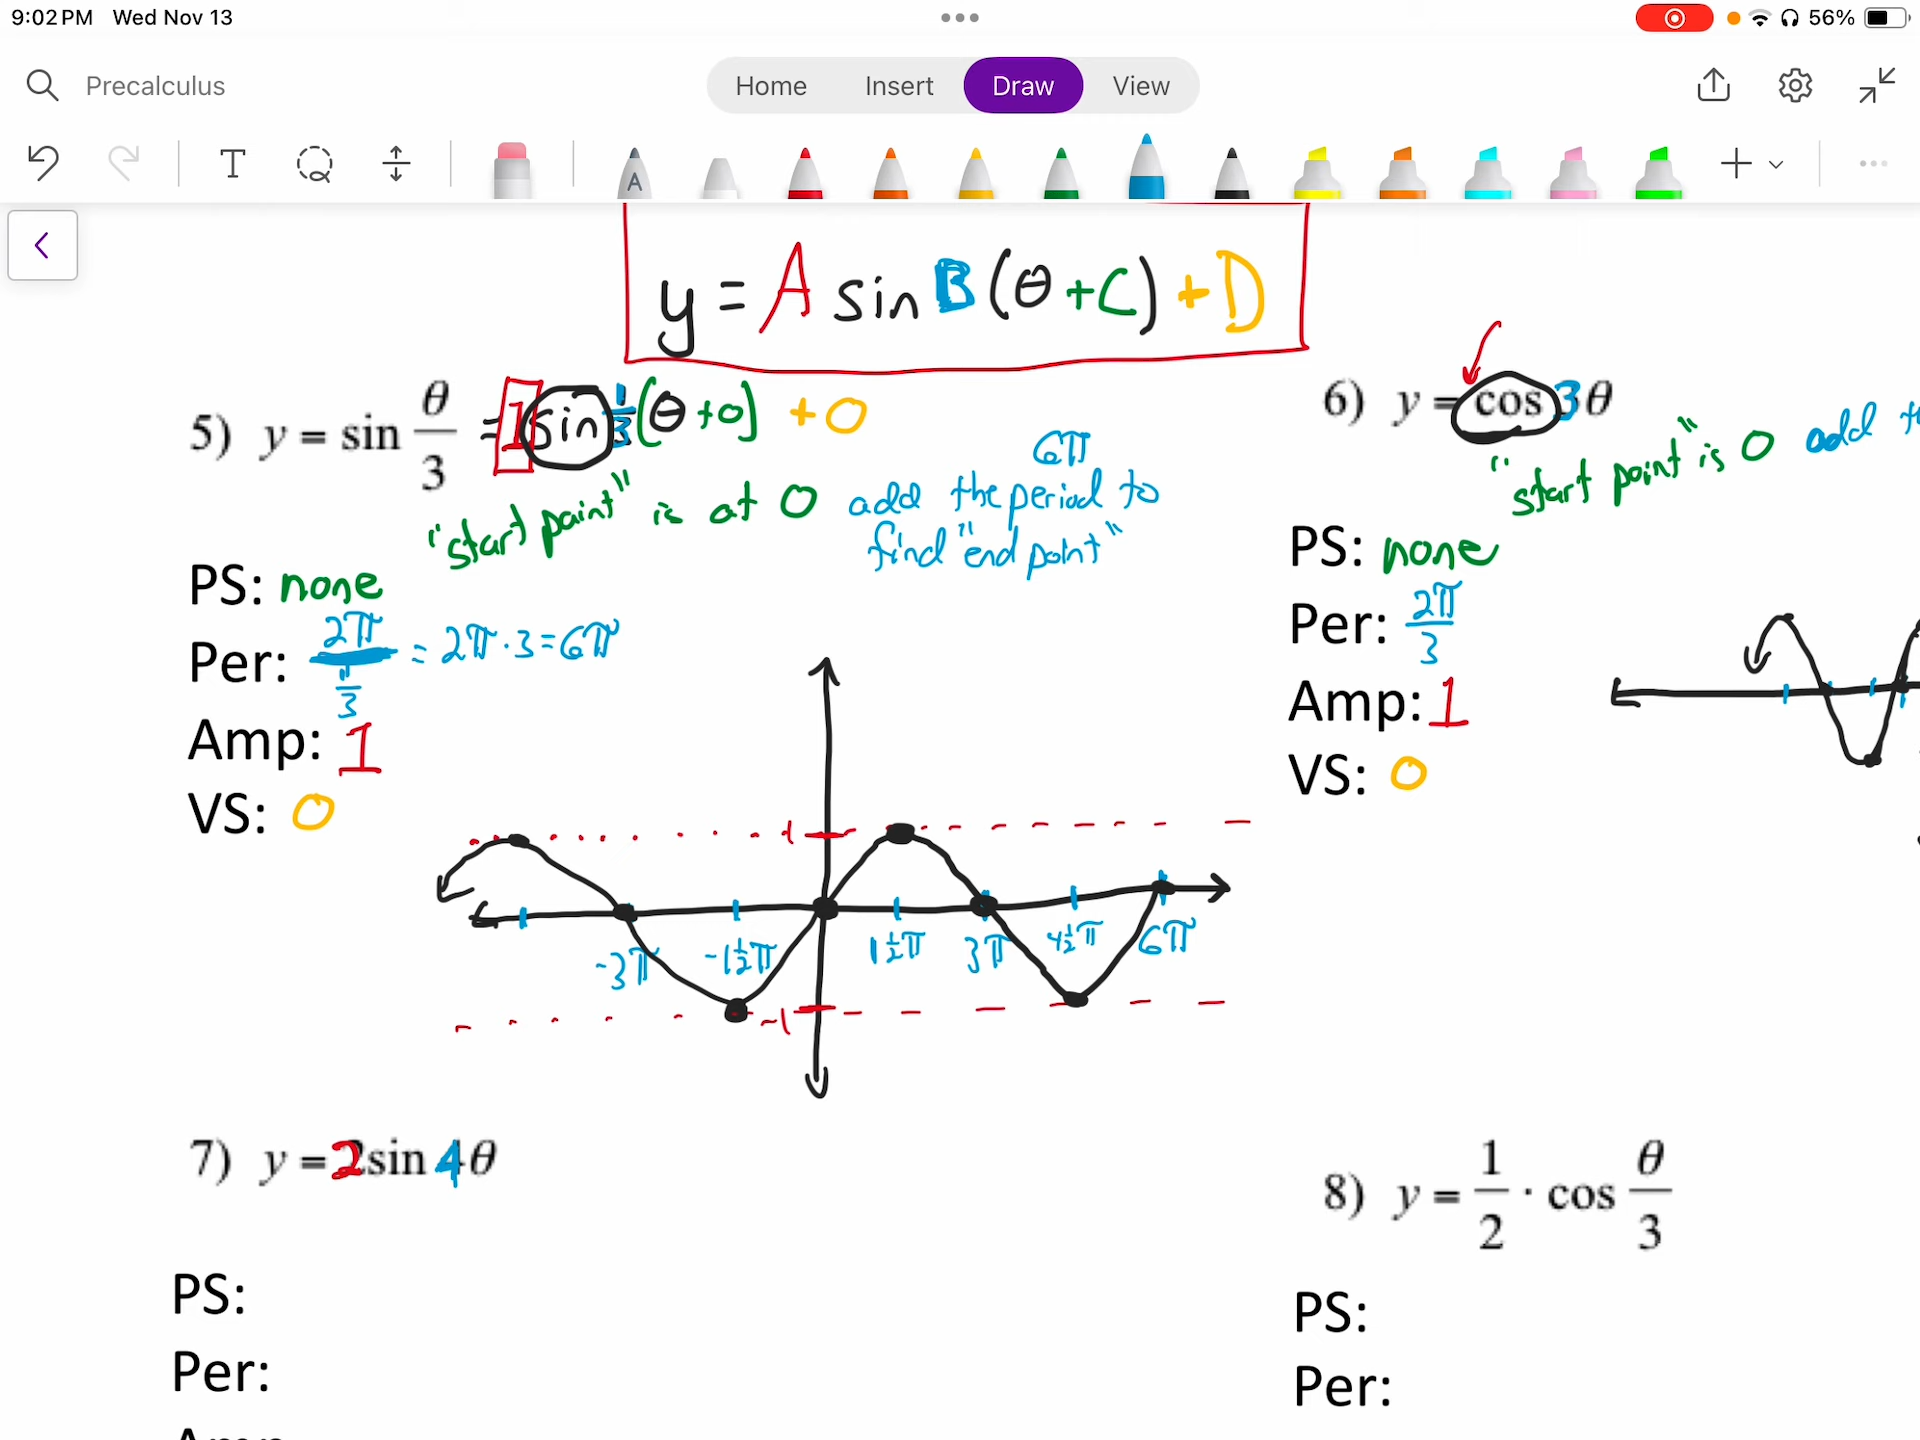 9:02 PM Wed Nov 13
56%
Precalculus
Home Insert Draw View
T
A
y = A sin B (θ + C) + D
5) y = sin θ/3 = 1 sin 1/3 (θ + 0) + 0
"start point" is at 0
6π
add the period to
find "end point"
PS: none
Per: 2π/(1/3) = 2π · 3 = 6π
Amp: 1
VS: 0
1
-3π -1½π 1½π 3π 4½π 6π
-1
6) y = cos 3θ
"start point" is 0 add
PS: none
Per: 2π/3
Amp: 1
VS: 0
7) y = 2 sin 4θ
PS:
Per:
8) y = 1/2 · cos θ/3
PS:
Per: